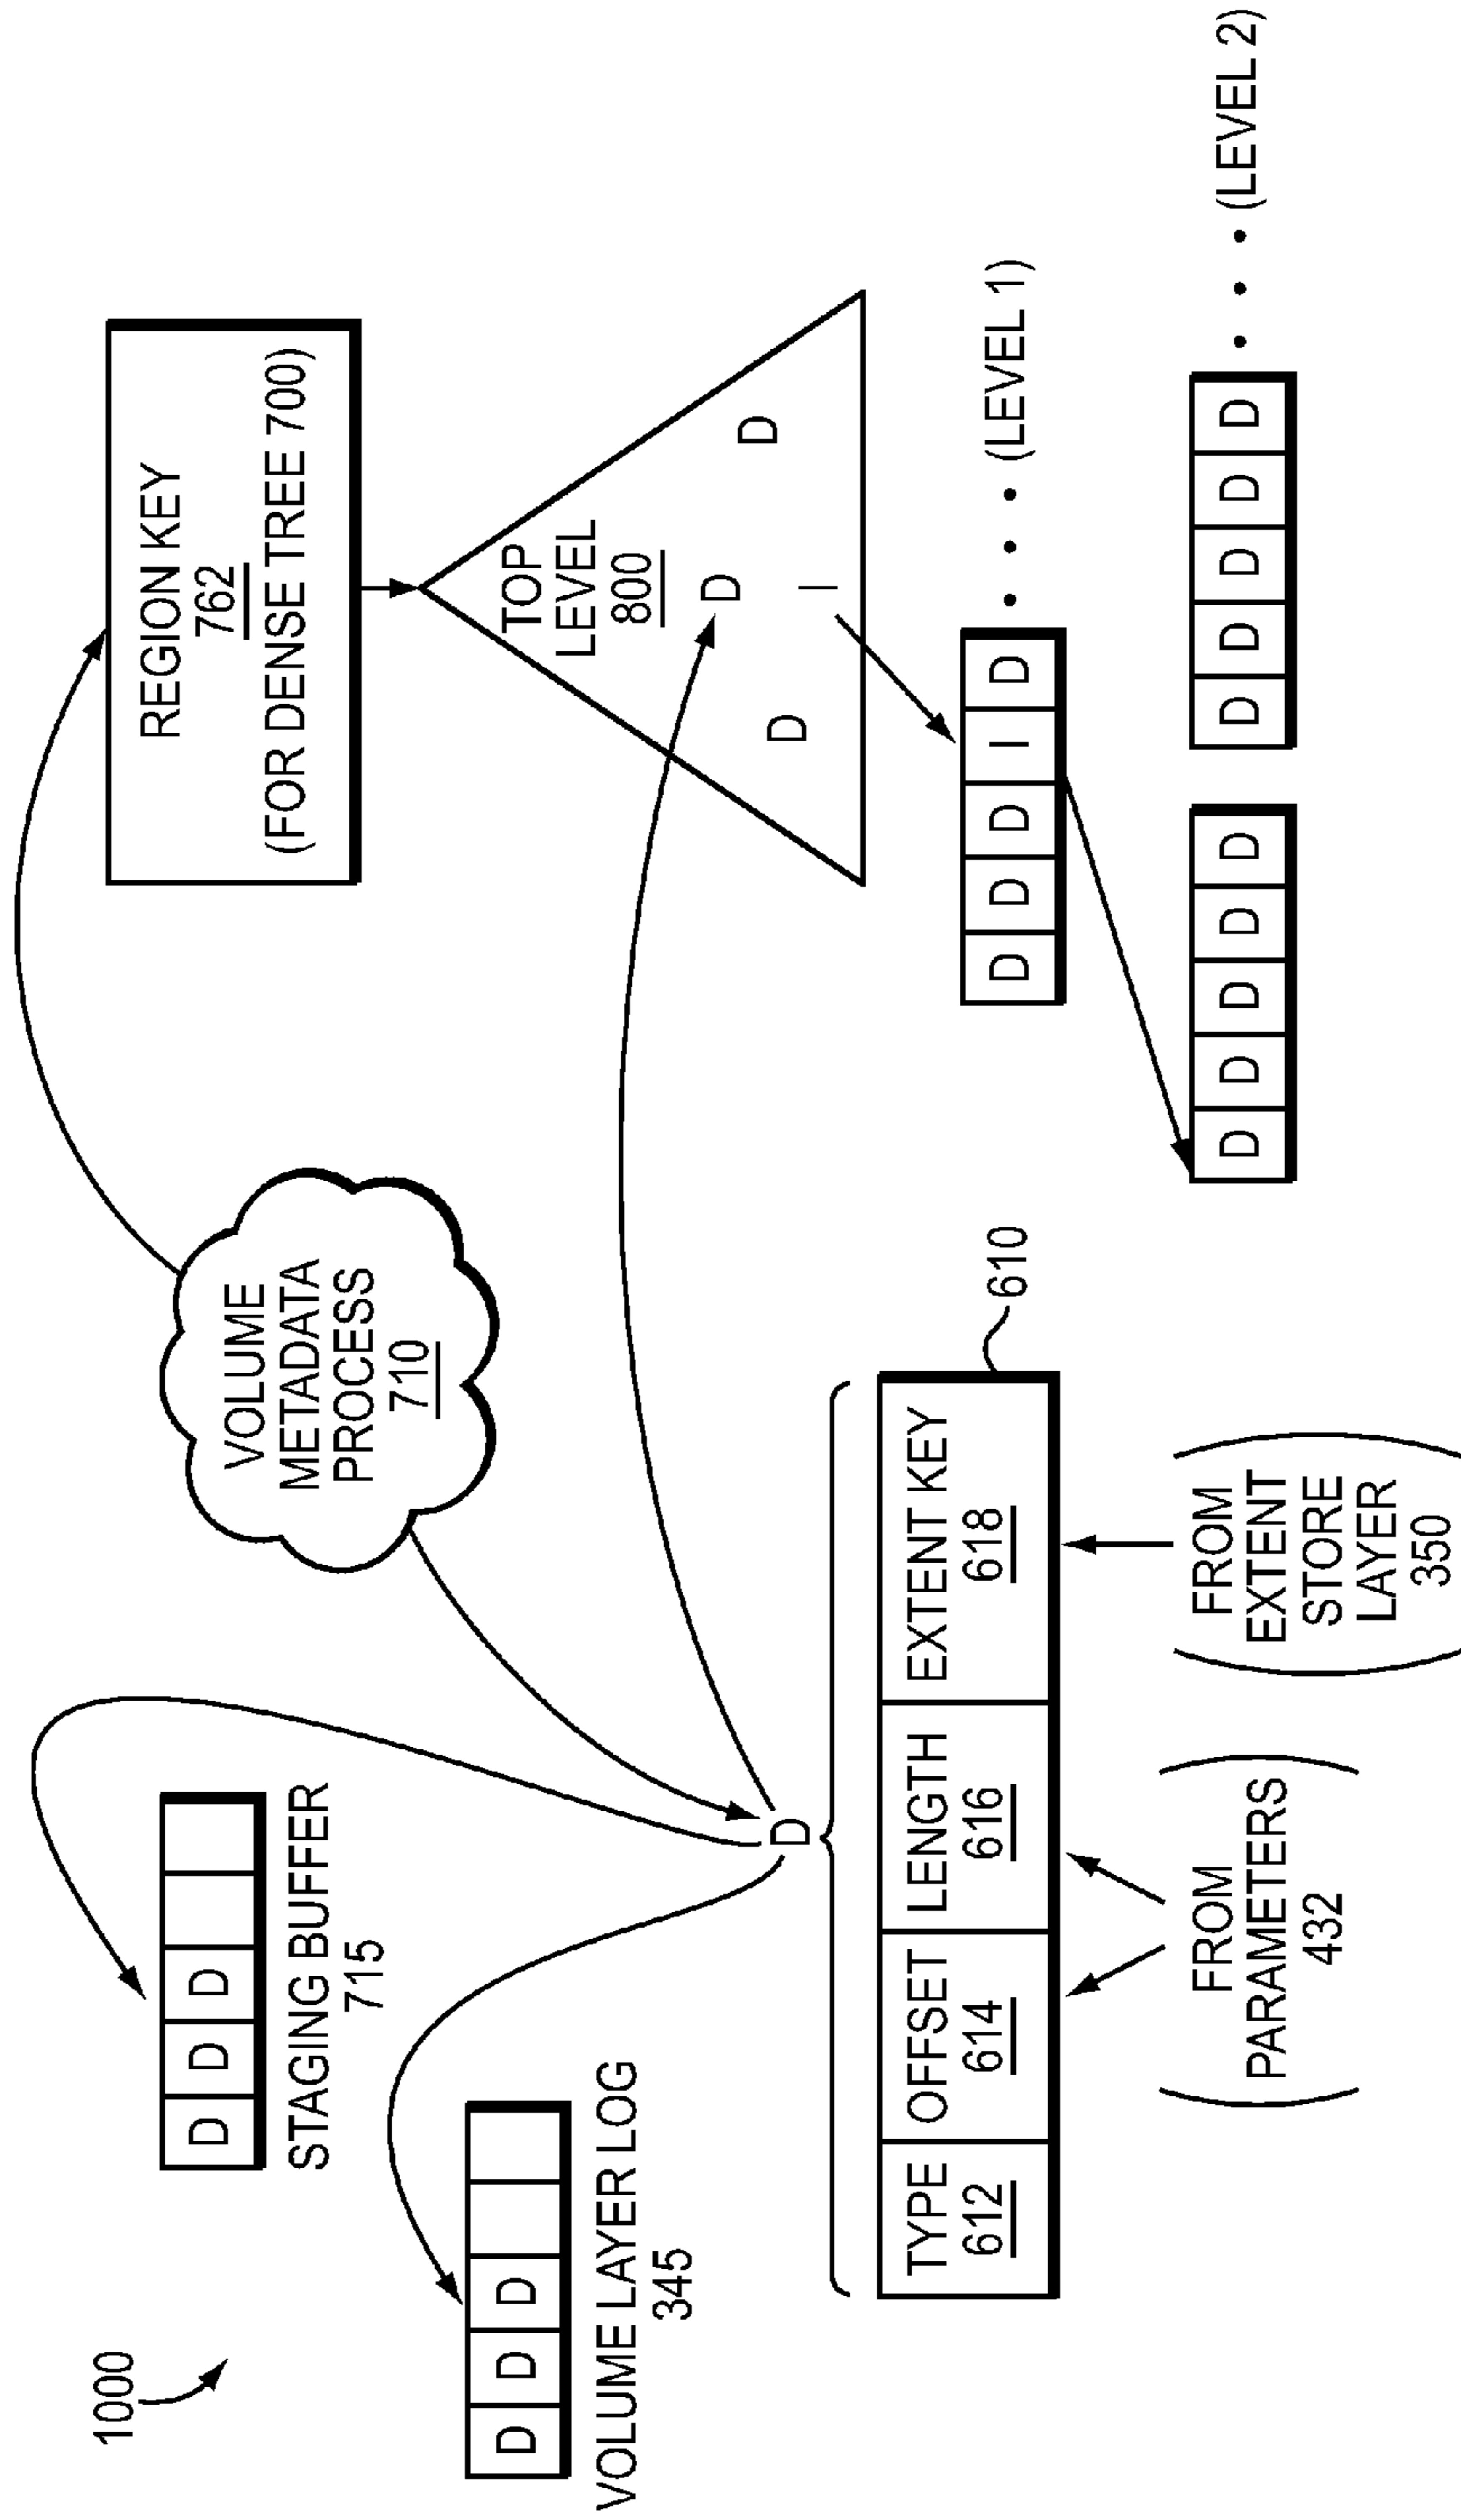 1000
D D D
STAGING BUFFER
715
D D D
VOLUME LAYER LOG
345
VOLUME
METADATA
PROCESS
710
REGION KEY
762
(FOR DENSE TREE 700)
TOP
LEVEL
800
D D D
I
D
D D D I D
• • • (LEVEL 1)
D D D D D
D D D D D
• • • (LEVEL 2)
610
TYPE
612
OFFSET
614
LENGTH
616
EXTENT KEY
618
FROM
PARAMETERS
432
FROM
EXTENT
STORE
LAYER
350